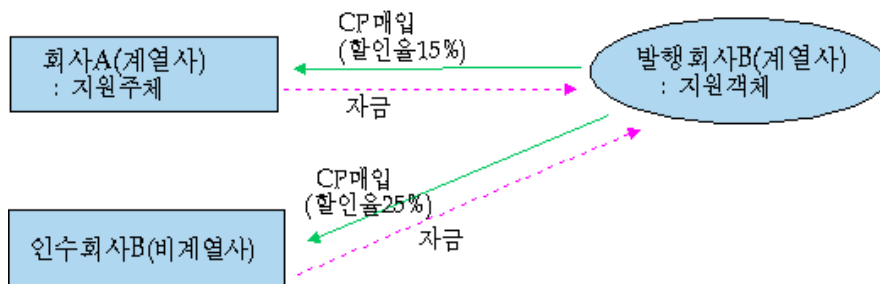 CP매입
(할인율15%)
회사A(계열사)
: 지원주체
발행회사B(계열사)
: 지원객체
자금
CP매입
(할인율25%)
인수회사B(비계열사)
자금